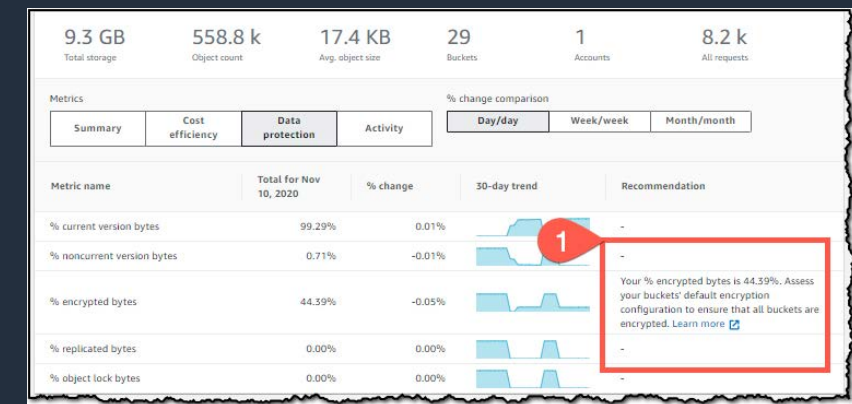 9.3 GB 558.8 k 17.4 KB 29 1 8.2 k
Total storage Object count Avg. object size Buckets Accounts All requests
Metrics % change comparison
Summary Cost efficiency Data protection Activity Day/day Week/week Month/month
Metric name Total for Nov 10, 2020 % change 30-day trend Recommendation
% current version bytes 99.29% 0.01% -
1
% noncurrent version bytes 0.71% -0.01% -
% encrypted bytes 44.39% -0.05% Your % encrypted bytes is 44.39%. Assess
your buckets' default encryption
configuration to ensure that all buckets are
encrypted. Learn more
% replicated bytes 0.00% 0.00% -
% object lock bytes 0.00% 0.00% -